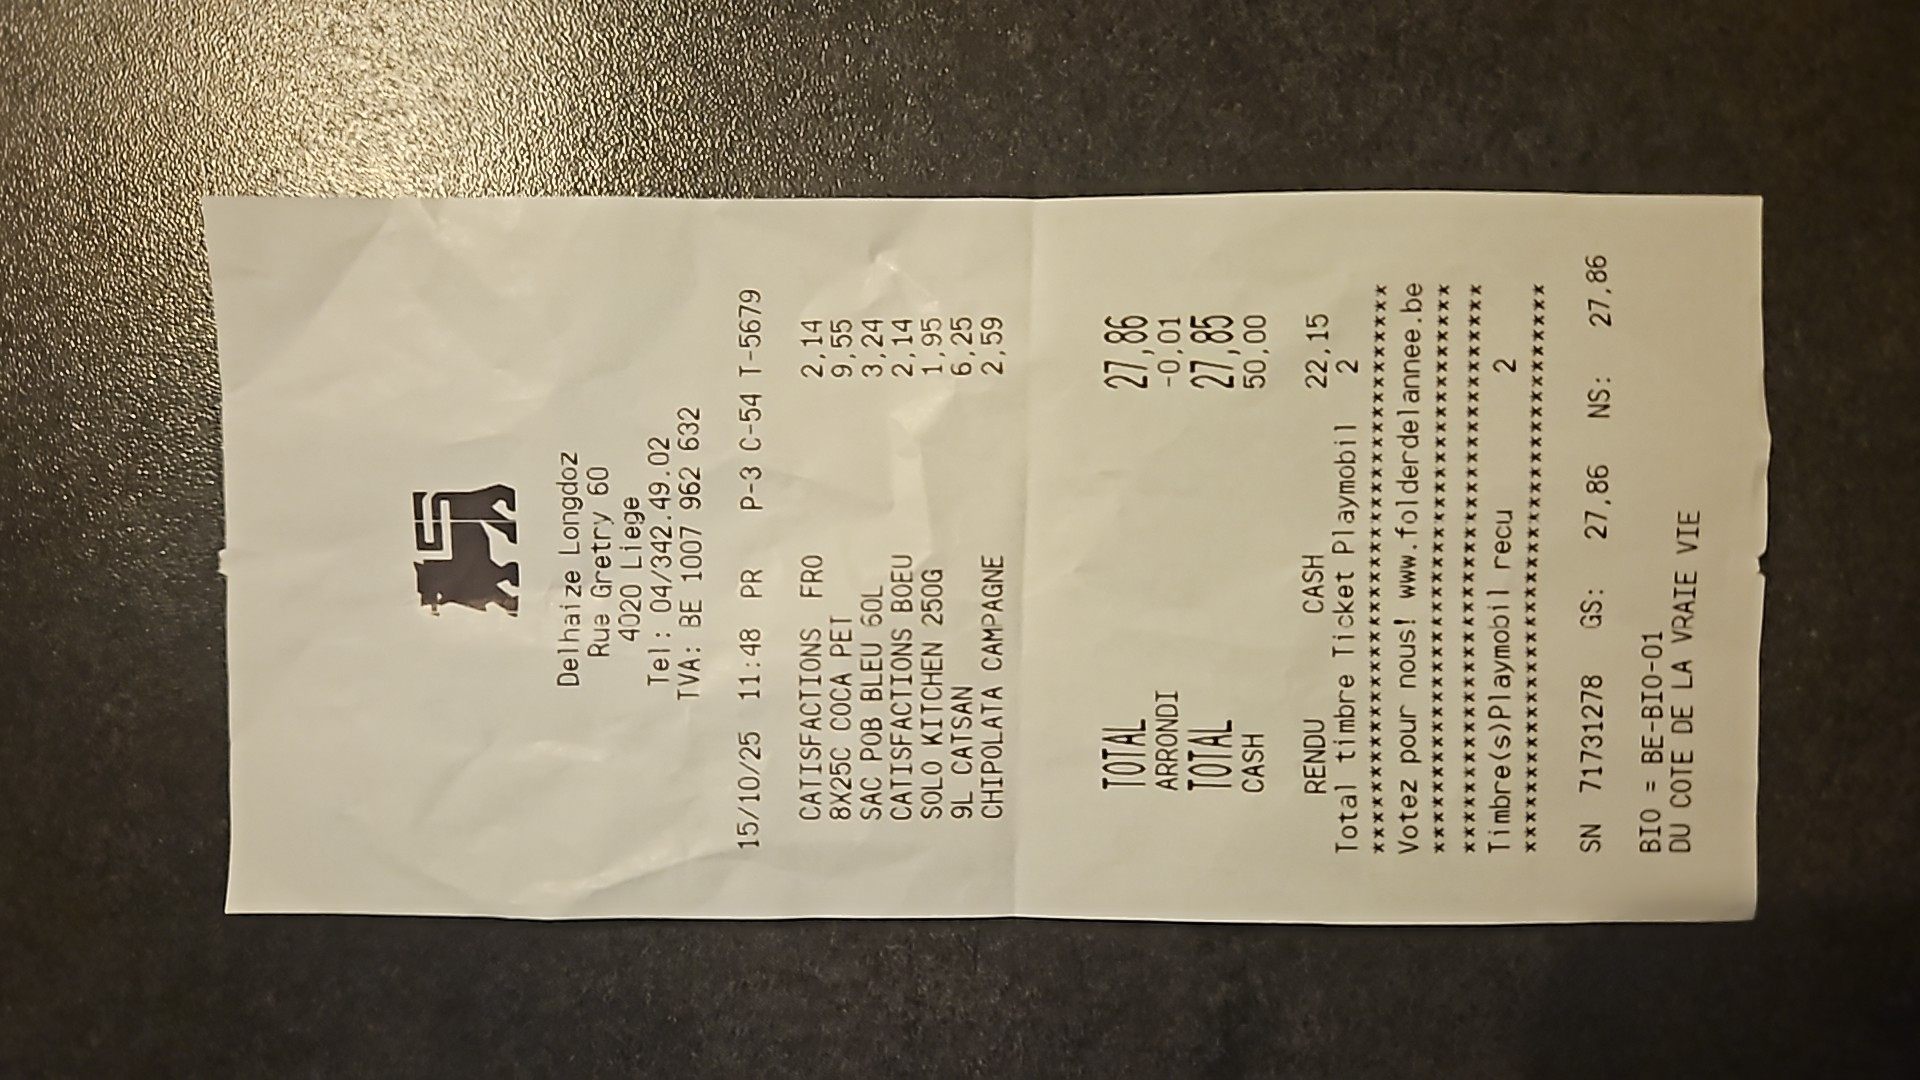 Delhaize Longdoz
Rue Gretry 60
4020 Liege
Tel : 04/342.49.02
TVA: BE 1007 962 632
15/10/25 11:48 PR P-3 C-54 T-5679
CATISFACTIONS FRO 2,14
8X25C COCA PET 9,55
SAC POB BLEU 60L 3,24
CATISFACTIONS BOEU 2,14
SOLO KITCHEN 250G 1,95
9L CATSAN 6,25
CHIPOLATA CAMPAGNE 2,59
TOTAL 27,86
ARRONDI -0,01
TOTAL 27,85
CASH 50,00
RENDU CASH 22,15
Total timbre Ticket Playmobil 2
***************************************
Votez pour nous! www.folderdelannee.be
***************************************
***************************************
Timbre(s)Playmobil recu 2
***************************************
SN 71731278 GS: 27,86 NS: 27,86
BIO = BE-BIO-01
DU COTE DE LA VRAIE VIE